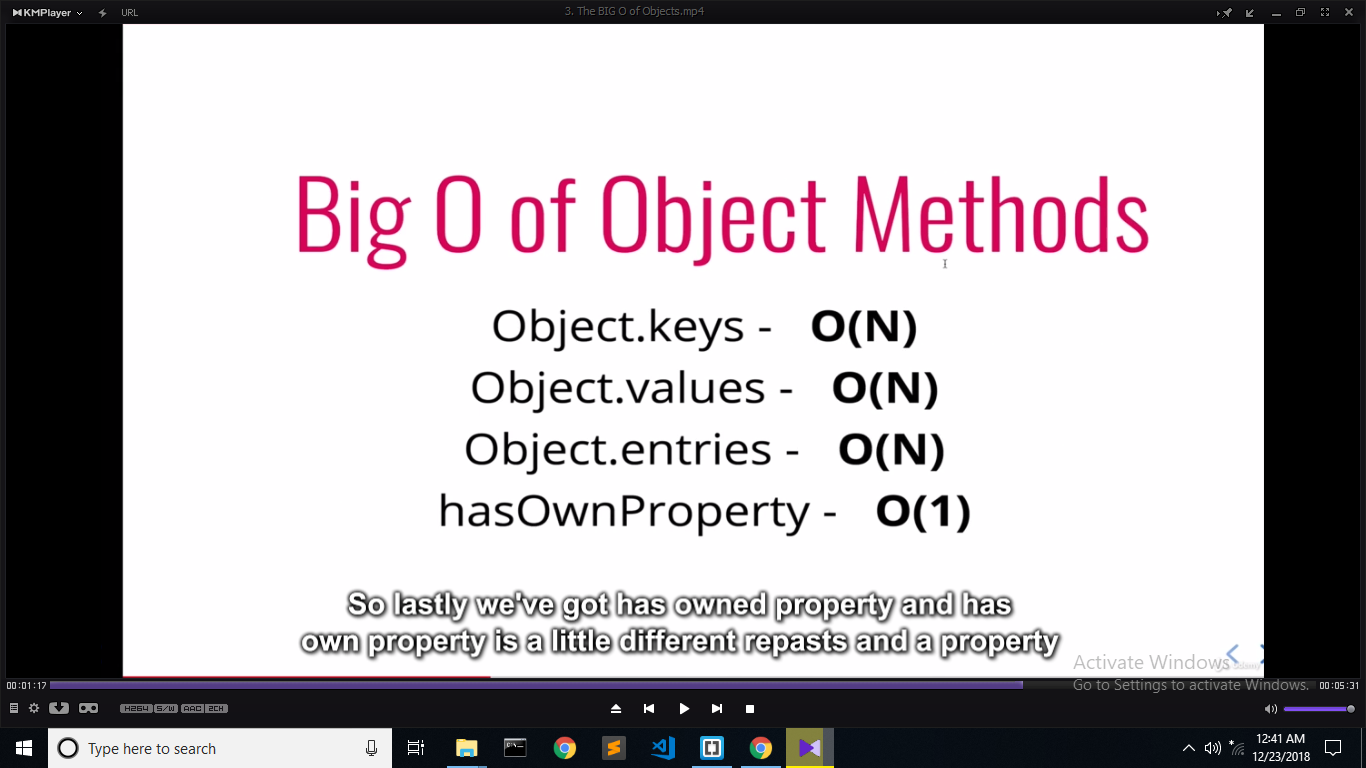 KMPlayer
URL
3. The BIG O of Objects.mp4
Big O of Object Methods
Object.keys - O(N)
Object.values - O(N)
Object.entries - O(N)
hasOwnProperty - O(1)
So lastly we've got has owned property and has
own property is a little different repasts and a property
Activate Windows
Go to Settings to activate Windows.
00:01:17
00:05:31
H264 S/W AAC 2CH
Type here to search
12:41 AM
12/23/2018